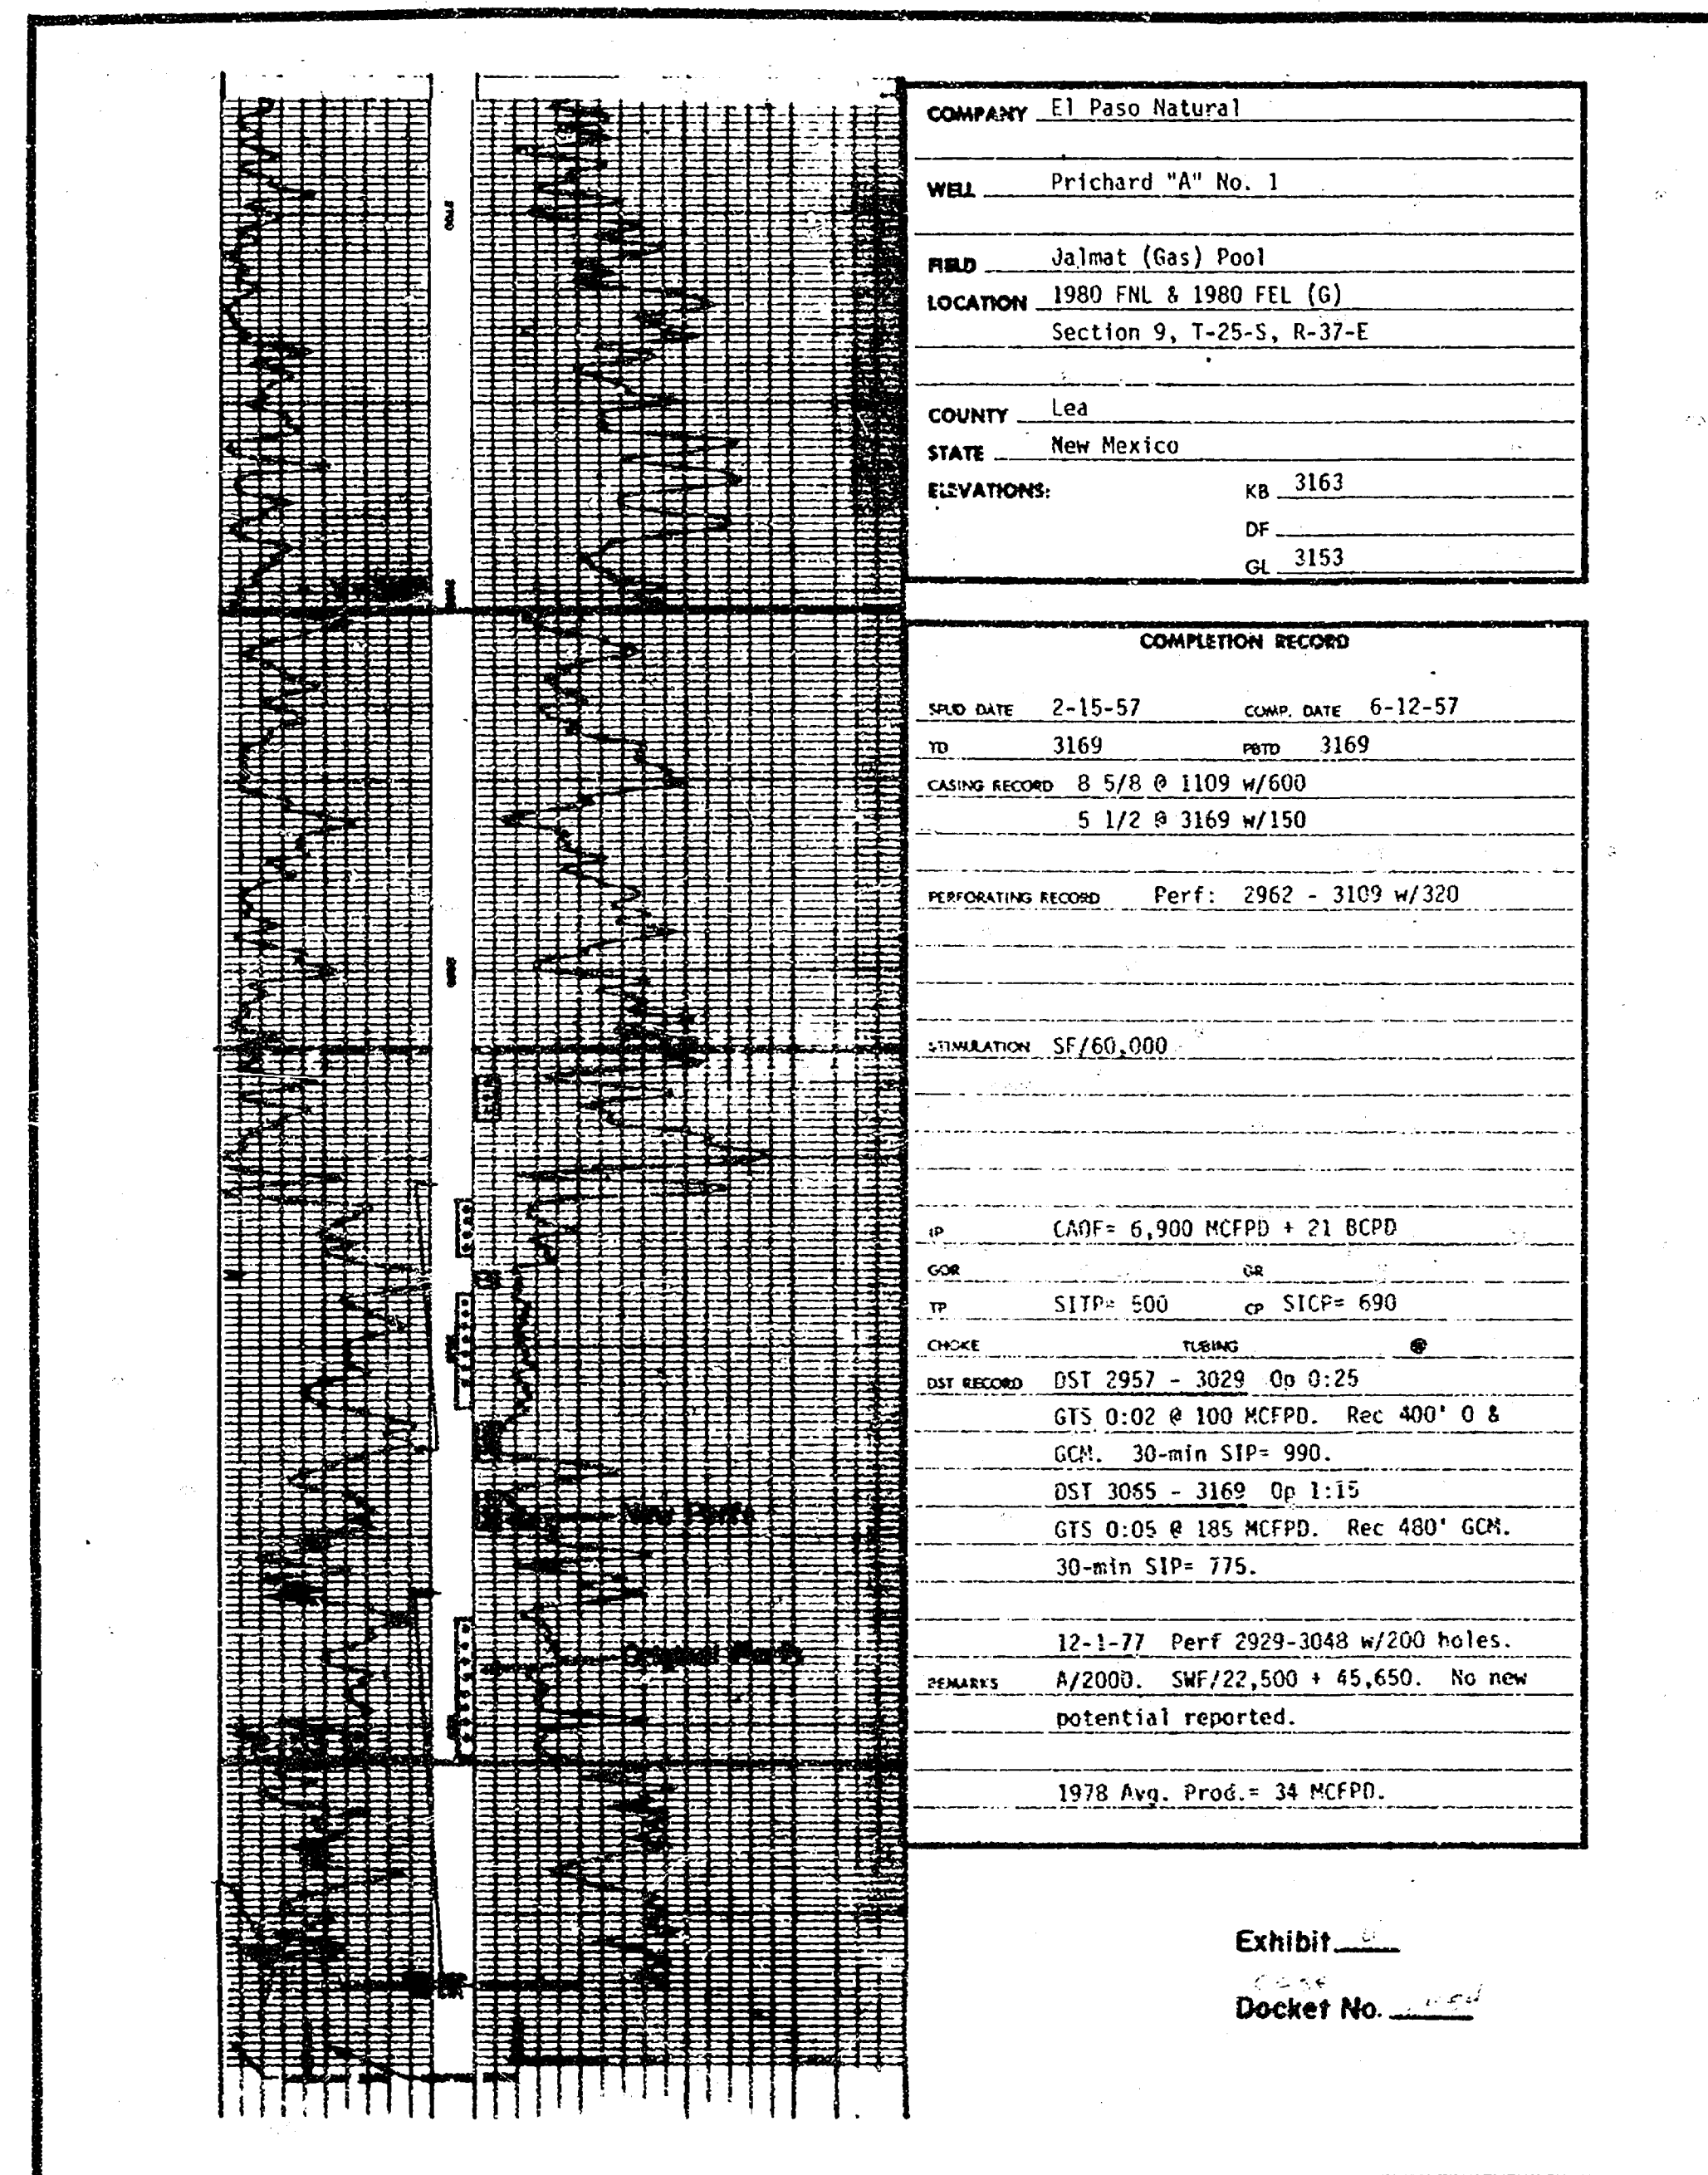 COMPANY El Paso Natural
WELL Prichard "A" No. 1
FIELD Jalmat (Gas) Pool
LOCATION 1980 FNL & 1980 FEL (G)
Section 9, T-25-S, R-37-E
COUNTY Lea
STATE New Mexico
ELEVATIONS: KB 3163
DF
GL 3153
COMPLETION RECORD
SPUD DATE 2-15-57 COMP. DATE 6-12-57
TD 3169 PBTD 3169
CASING RECORD 8 5/8 @ 1109 w/600
5 1/2 @ 3169 w/150
PERFORATING RECORD Perf: 2962 - 3109 w/320
STIMULATION SF/60,000
IP CAOF= 6,900 MCFPD + 21 BCPD
GOR GR
TP SITP= 500 CP SICP= 690
CHOKE TUBING @
DST RECORD DST 2957 - 3029 Op 0:25
GTS 0:02 @ 100 MCFPD. Rec 400' O &
GCM. 30-min SIP= 990.
DST 3065 - 3169 Op 1:15
GTS 0:05 @ 185 MCFPD. Rec 480' GCM.
30-min SIP= 775.
12-1-77 Perf 2929-3048 w/200 holes.
REMARKS A/2000. SWF/22,500 + 45,650. No new
potential reported.
1978 Avg. Prod.= 34 MCFPD.
2700
New Perfs
Original Perfs
Exhibit
Case
Docket No.